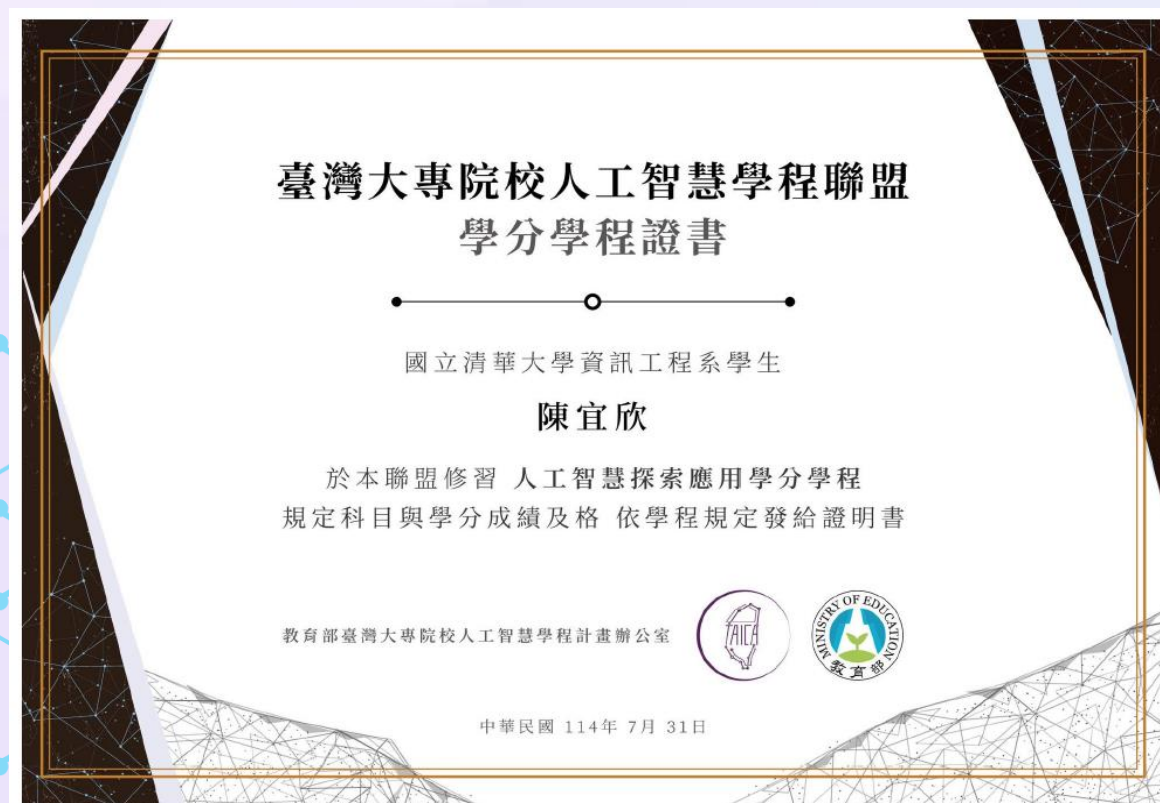 臺灣大專院校人工智慧學程聯盟
學分學程證書
國立清華大學資訊工程系學生
陳宜欣
於本聯盟修習 人工智慧探索應用學分學程
規定科目與學分成績及格 依學程規定發給證明書
教育部臺灣大專院校人工智慧學程計畫辦公室
TAICA
MINISTRY OF EDUCATION
教育部
中華民國 114年 7月 31日